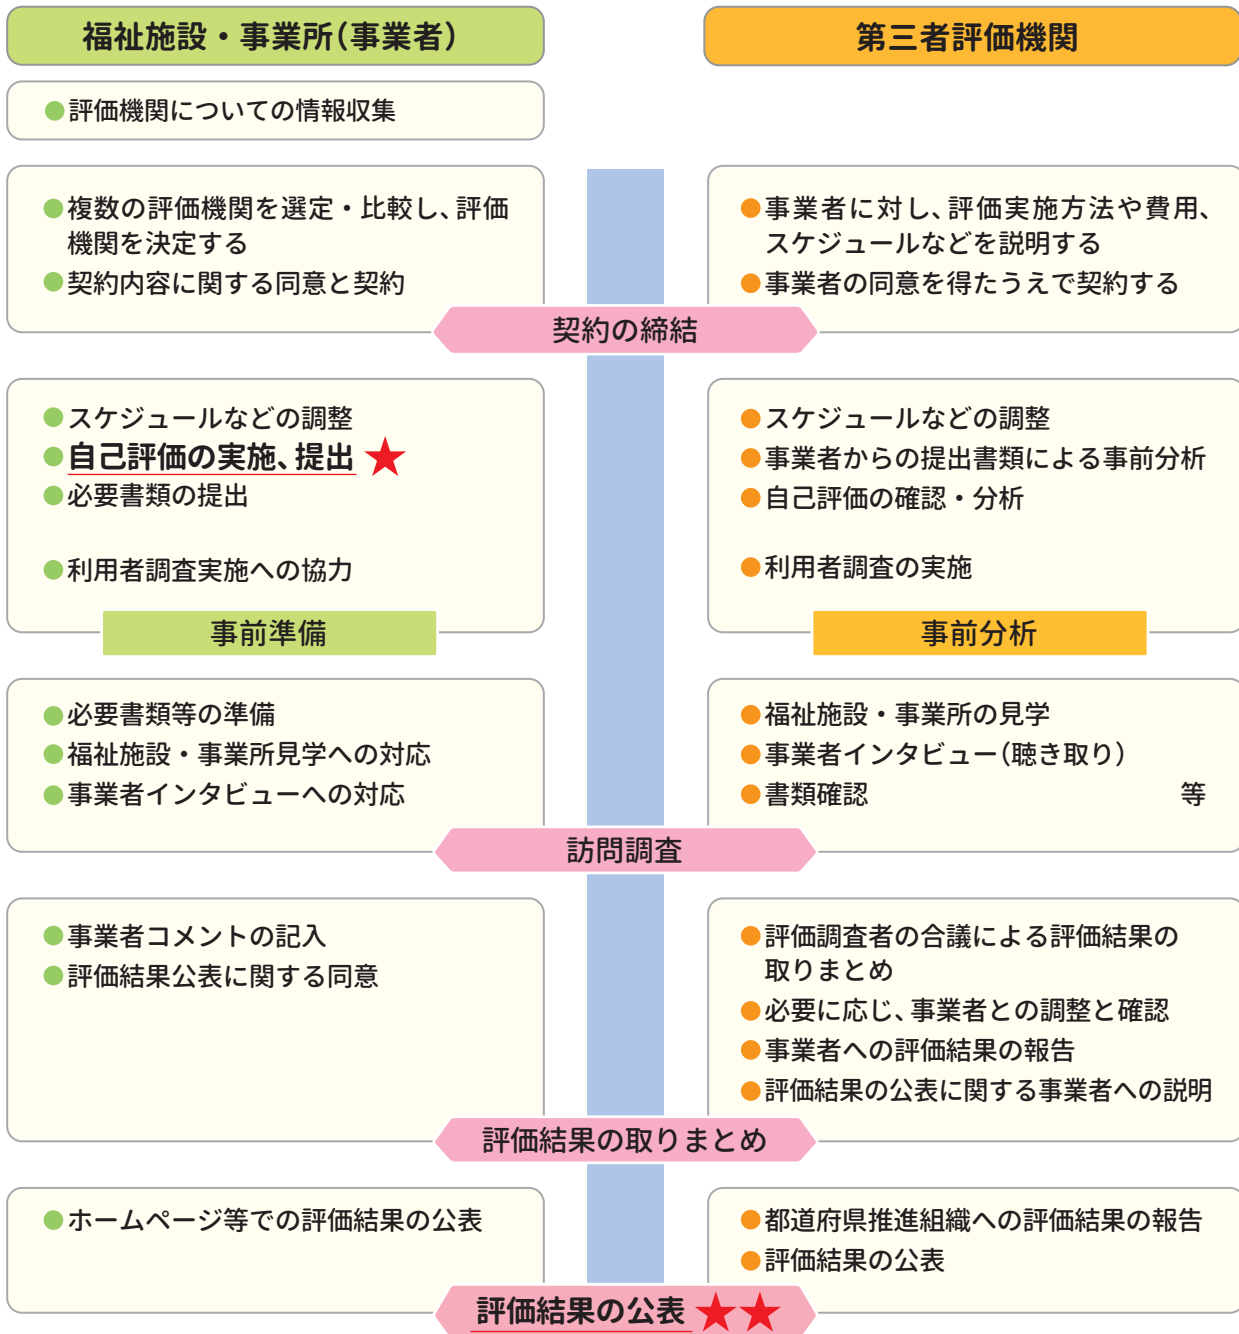 福祉施設・事業所(事業者)
第三者評価機関
●評価機関についての情報収集
●複数の評価機関を選定・比較し、評価
機関を決定する
●契約内容に関する同意と契約
●事業者に対し、評価実施方法や費用、
スケジュールなどを説明する
●事業者の同意を得たうえで契約する
契約の締結
●スケジュールなどの調整
●自己評価の実施、提出 ★
●必要書類の提出
●利用者調査実施への協力
事前準備
●スケジュールなどの調整
●事業者からの提出書類による事前分析
●自己評価の確認・分析
●利用者調査の実施
事前分析
●必要書類等の準備
●福祉施設・事業所見学への対応
●事業者インタビューへの対応
●福祉施設・事業所の見学
●事業者インタビュー(聴き取り)
●書類確認 等
訪問調査
●事業者コメントの記入
●評価結果公表に関する同意
●評価調査者の合議による評価結果の
取りまとめ
●必要に応じ、事業者との調整と確認
●事業者への評価結果の報告
●評価結果の公表に関する事業者への説明
評価結果の取りまとめ
●ホームページ等での評価結果の公表
●都道府県推進組織への評価結果の報告
●評価結果の公表
評価結果の公表 ★★